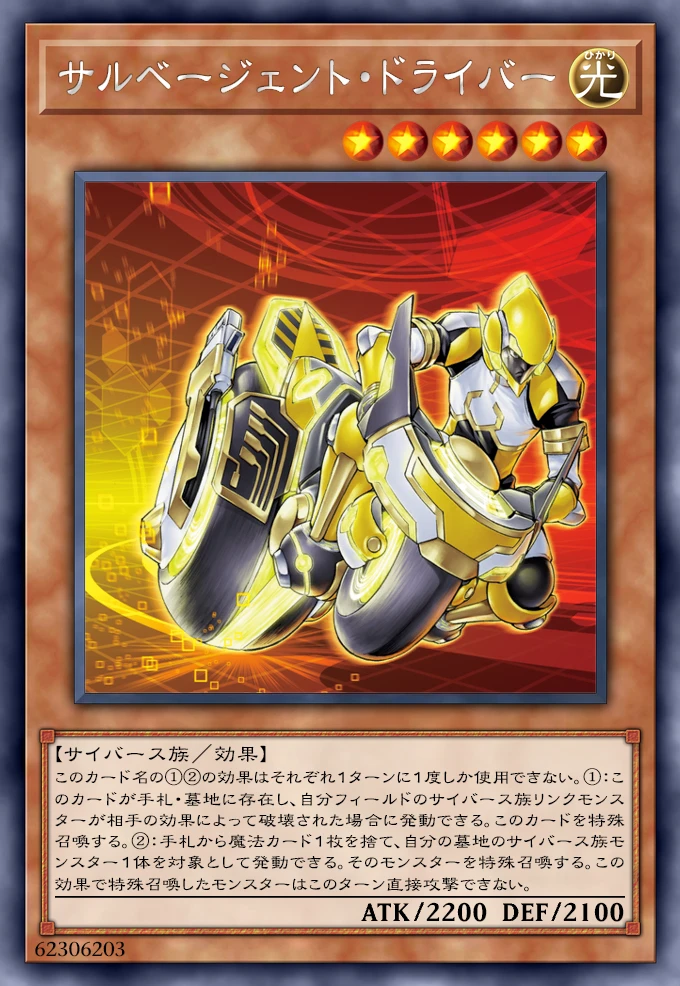 サルベージェント・ドライバー
ひかり
光
【サイバース族／効果】
このカード名の①②の効果はそれぞれ1ターンに1度しか使用できない。①：こ
のカードが手札・墓地に存在し、自分フィールドのサイバース族リンクモンス
ターが相手の効果によって破壊された場合に発動できる。このカードを特殊
召喚する。②：手札から魔法カード1枚を捨て、自分の墓地のサイバース族モ
ンスター1体を対象として発動できる。そのモンスターを特殊召喚する。この
効果で特殊召喚したモンスターはこのターン直接攻撃できない。
ATK/2200 DEF/2100
62306203